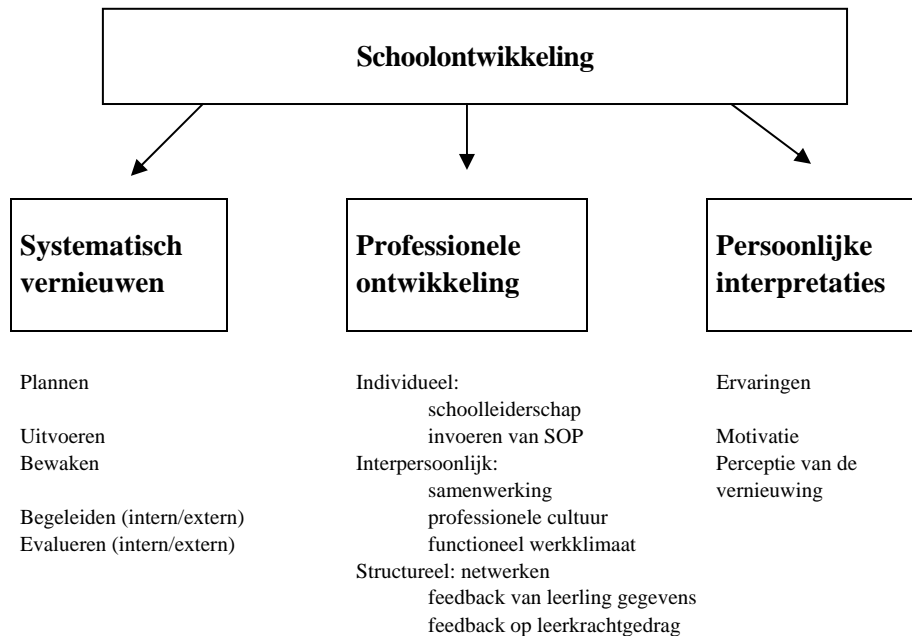 Schoolontwikkeling
Systematisch
vernieuwen
Professionele
ontwikkeling
Persoonlijke
interpretaties
Plannen
Uitvoeren
Bewaken
Begeleiden (intern/extern)
Evalueren (intern/extern)
Individueel:
schoolleiderschap
invoeren van SOP
Interpersoonlijk:
samenwerking
professionele cultuur
functioneel werkklimaat
Structureel: netwerken
feedback van leerling gegevens
feedback op leerkrachtgedrag
Ervaringen
Motivatie
Perceptie van de
vernieuwing